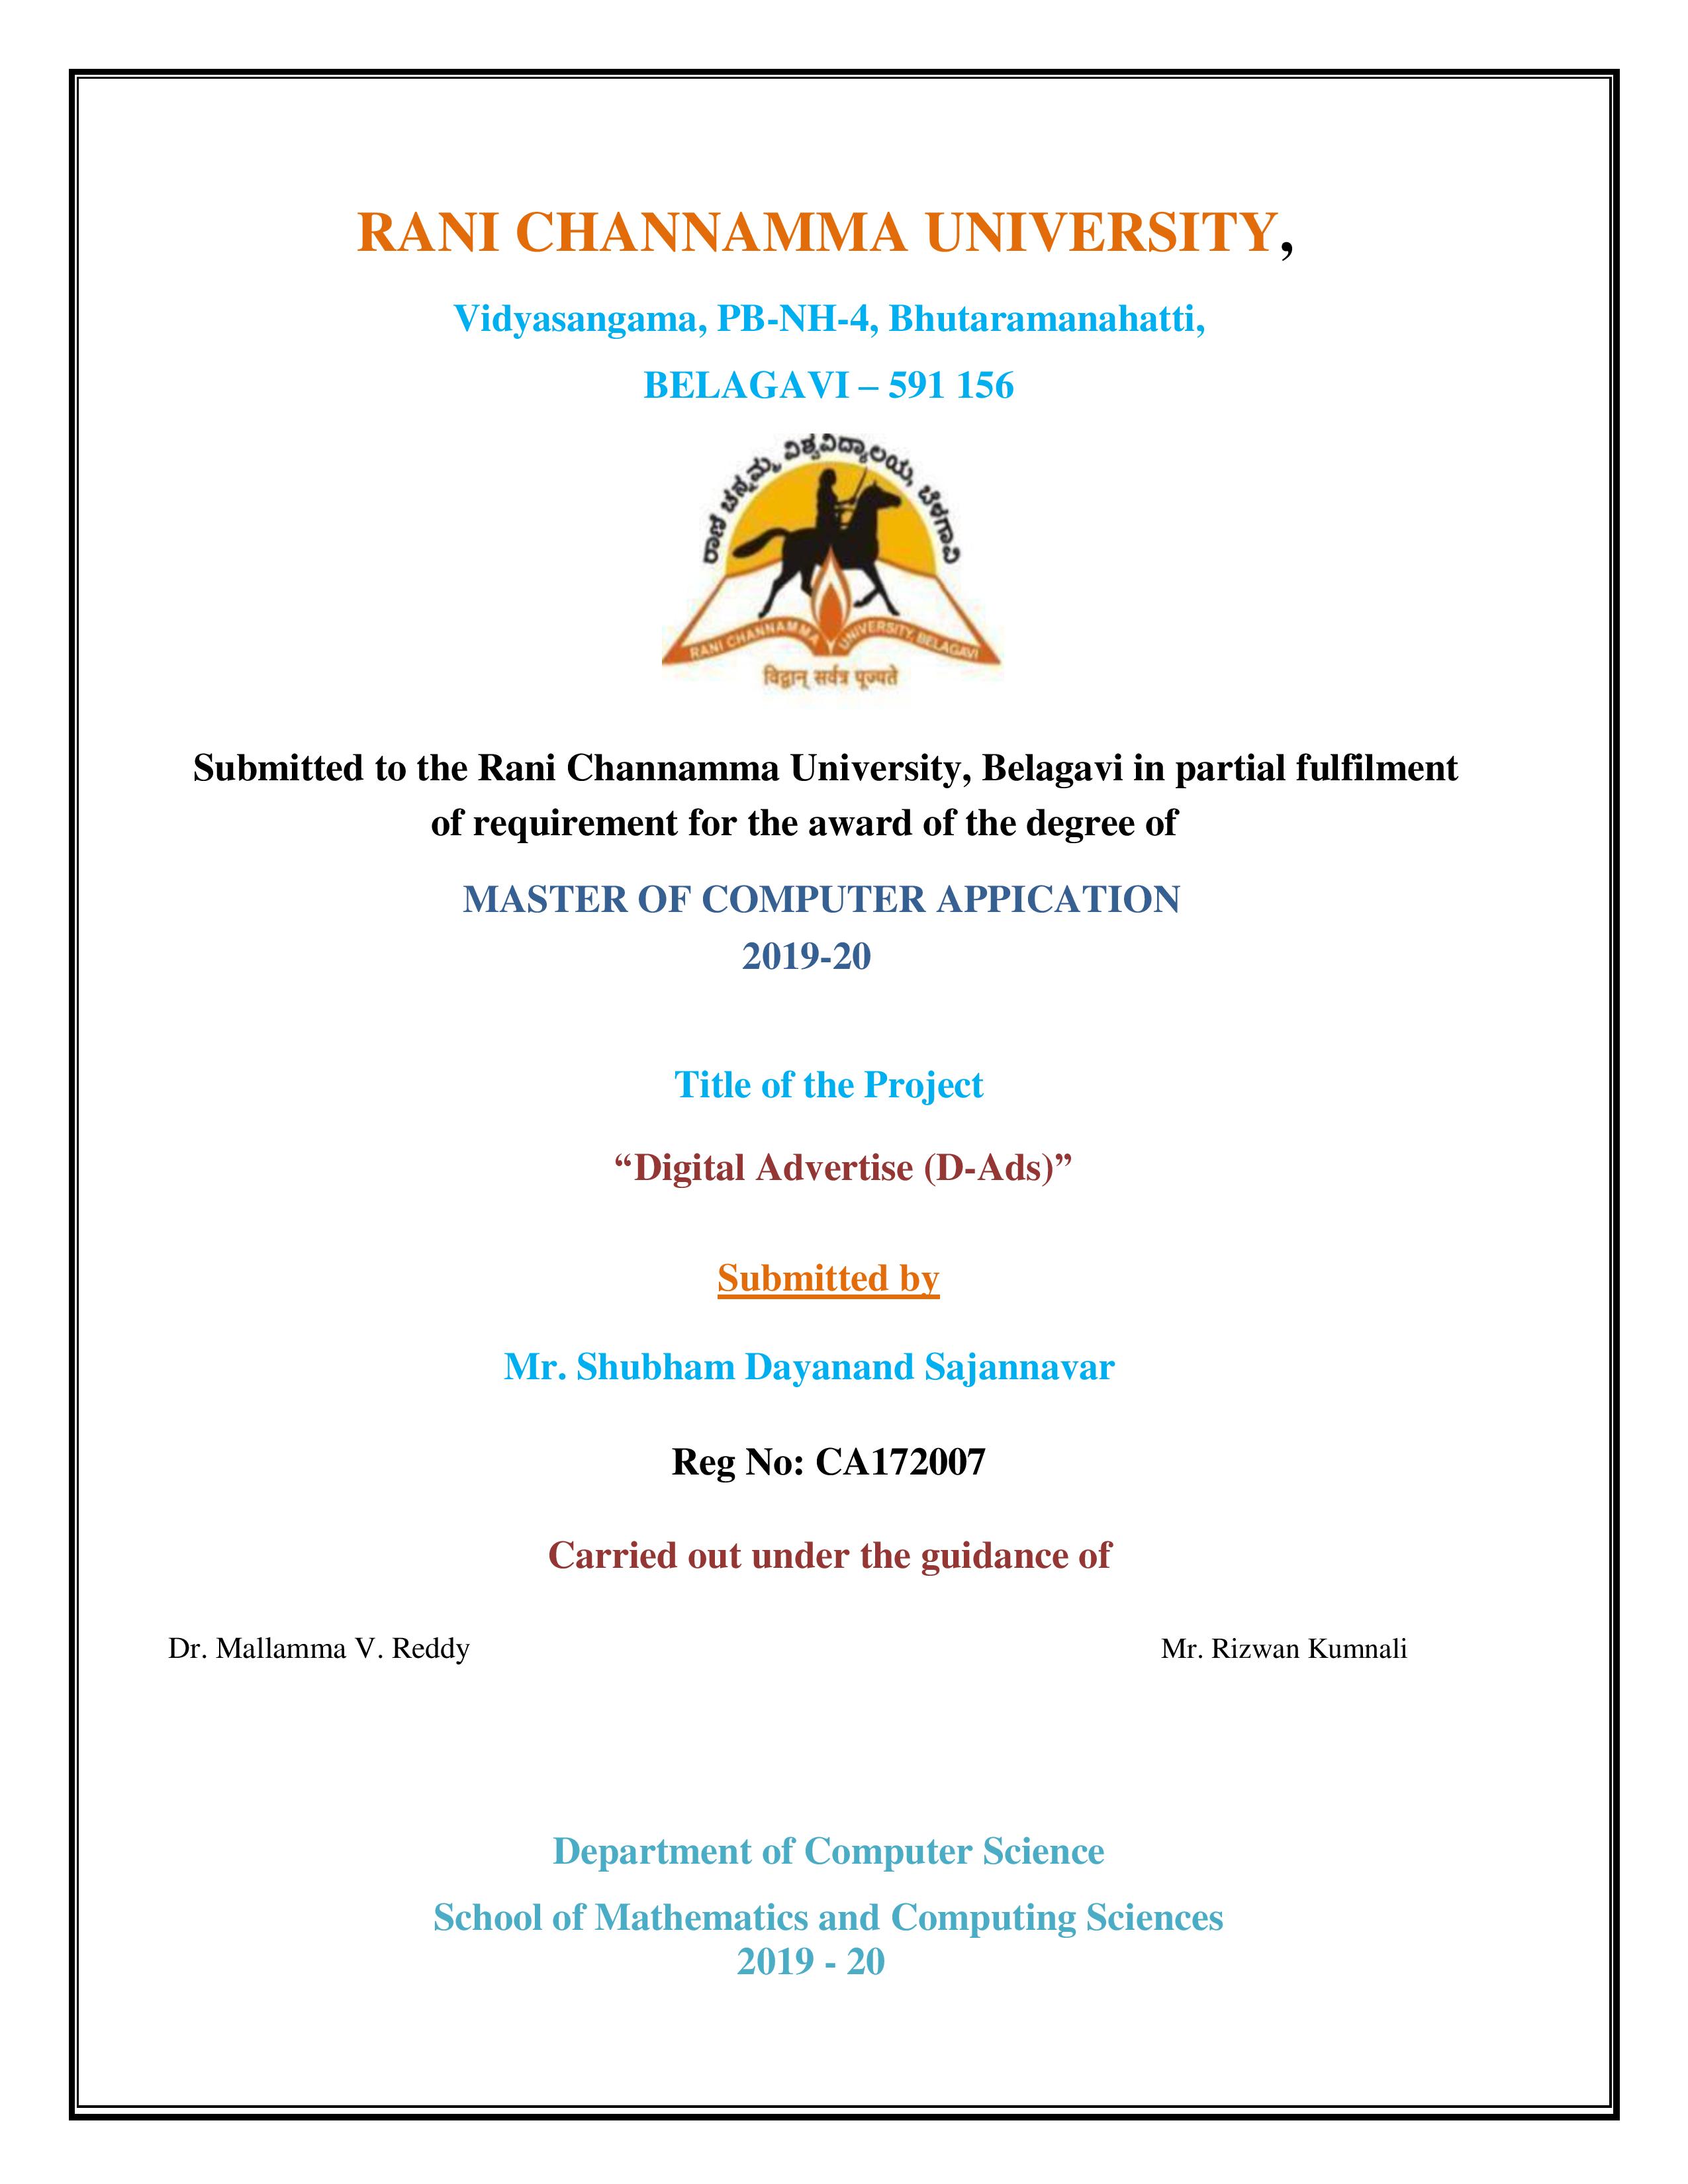 RANI CHANNAMMA UNIVERSITY,
Vidyasangama, PB-NH-4, Bhutaramanahatti,
BELAGAVI – 591 156
ರಾಣಿ ಚನ್ನಮ್ಮ ವಿಶ್ವವಿದ್ಯಾಲಯ, ಬೆಳಗಾವಿ
RANI CHANNAMMA UNIVERSITY, BELAGAVI
विद्वान् सर्वत्र पूज्यते
Submitted to the Rani Channamma University, Belagavi in partial fulfilment
of requirement for the award of the degree of
MASTER OF COMPUTER APPICATION
2019-20
Title of the Project
“Digital Advertise (D-Ads)”
Submitted by
Mr. Shubham Dayanand Sajannavar
Reg No: CA172007
Carried out under the guidance of
Dr. Mallamma V. Reddy Mr. Rizwan Kumnali
Department of Computer Science
School of Mathematics and Computing Sciences
2019 - 20